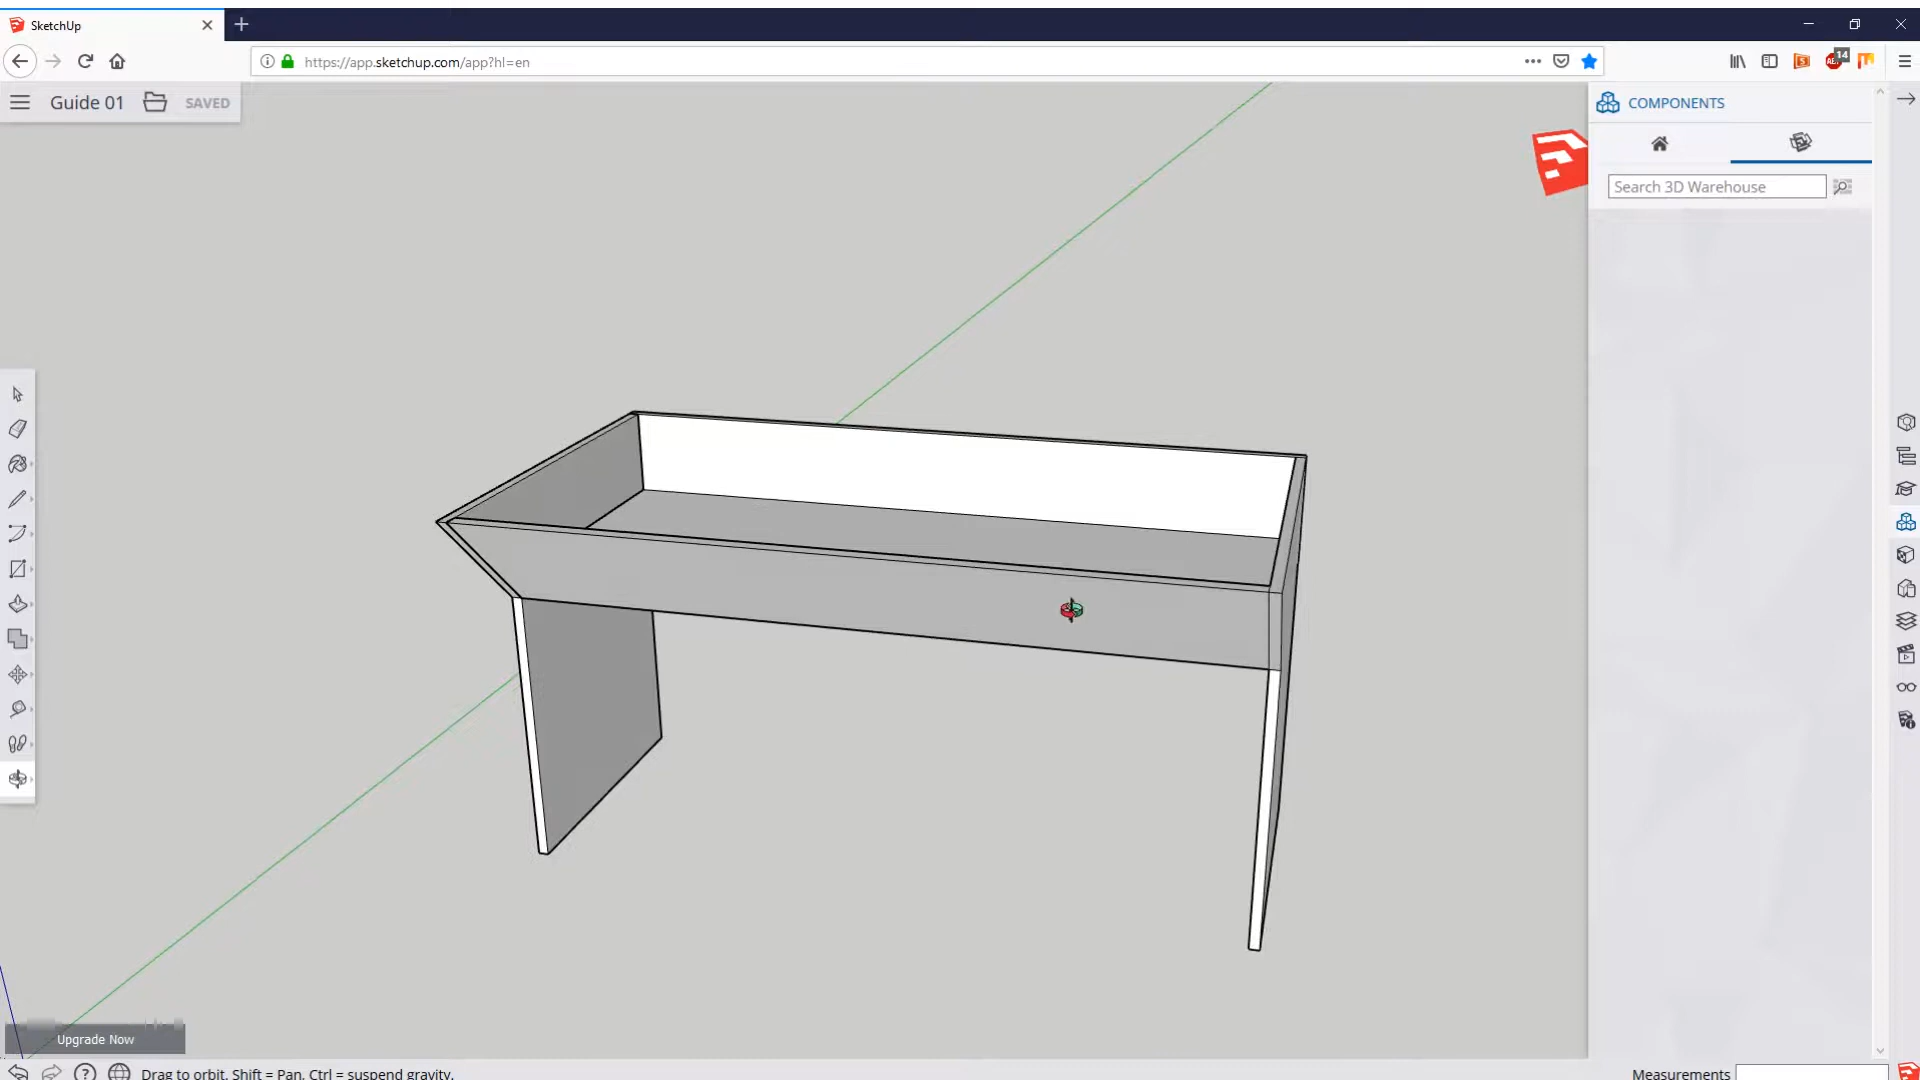 SketchUp
https://app.sketchup.com/app?hl=en
14
Guide 01
SAVED
COMPONENTS
Search 3D Warehouse
Upgrade Now
Drag to orbit. Shift = Pan, Ctrl = suspend gravity.
Measurements